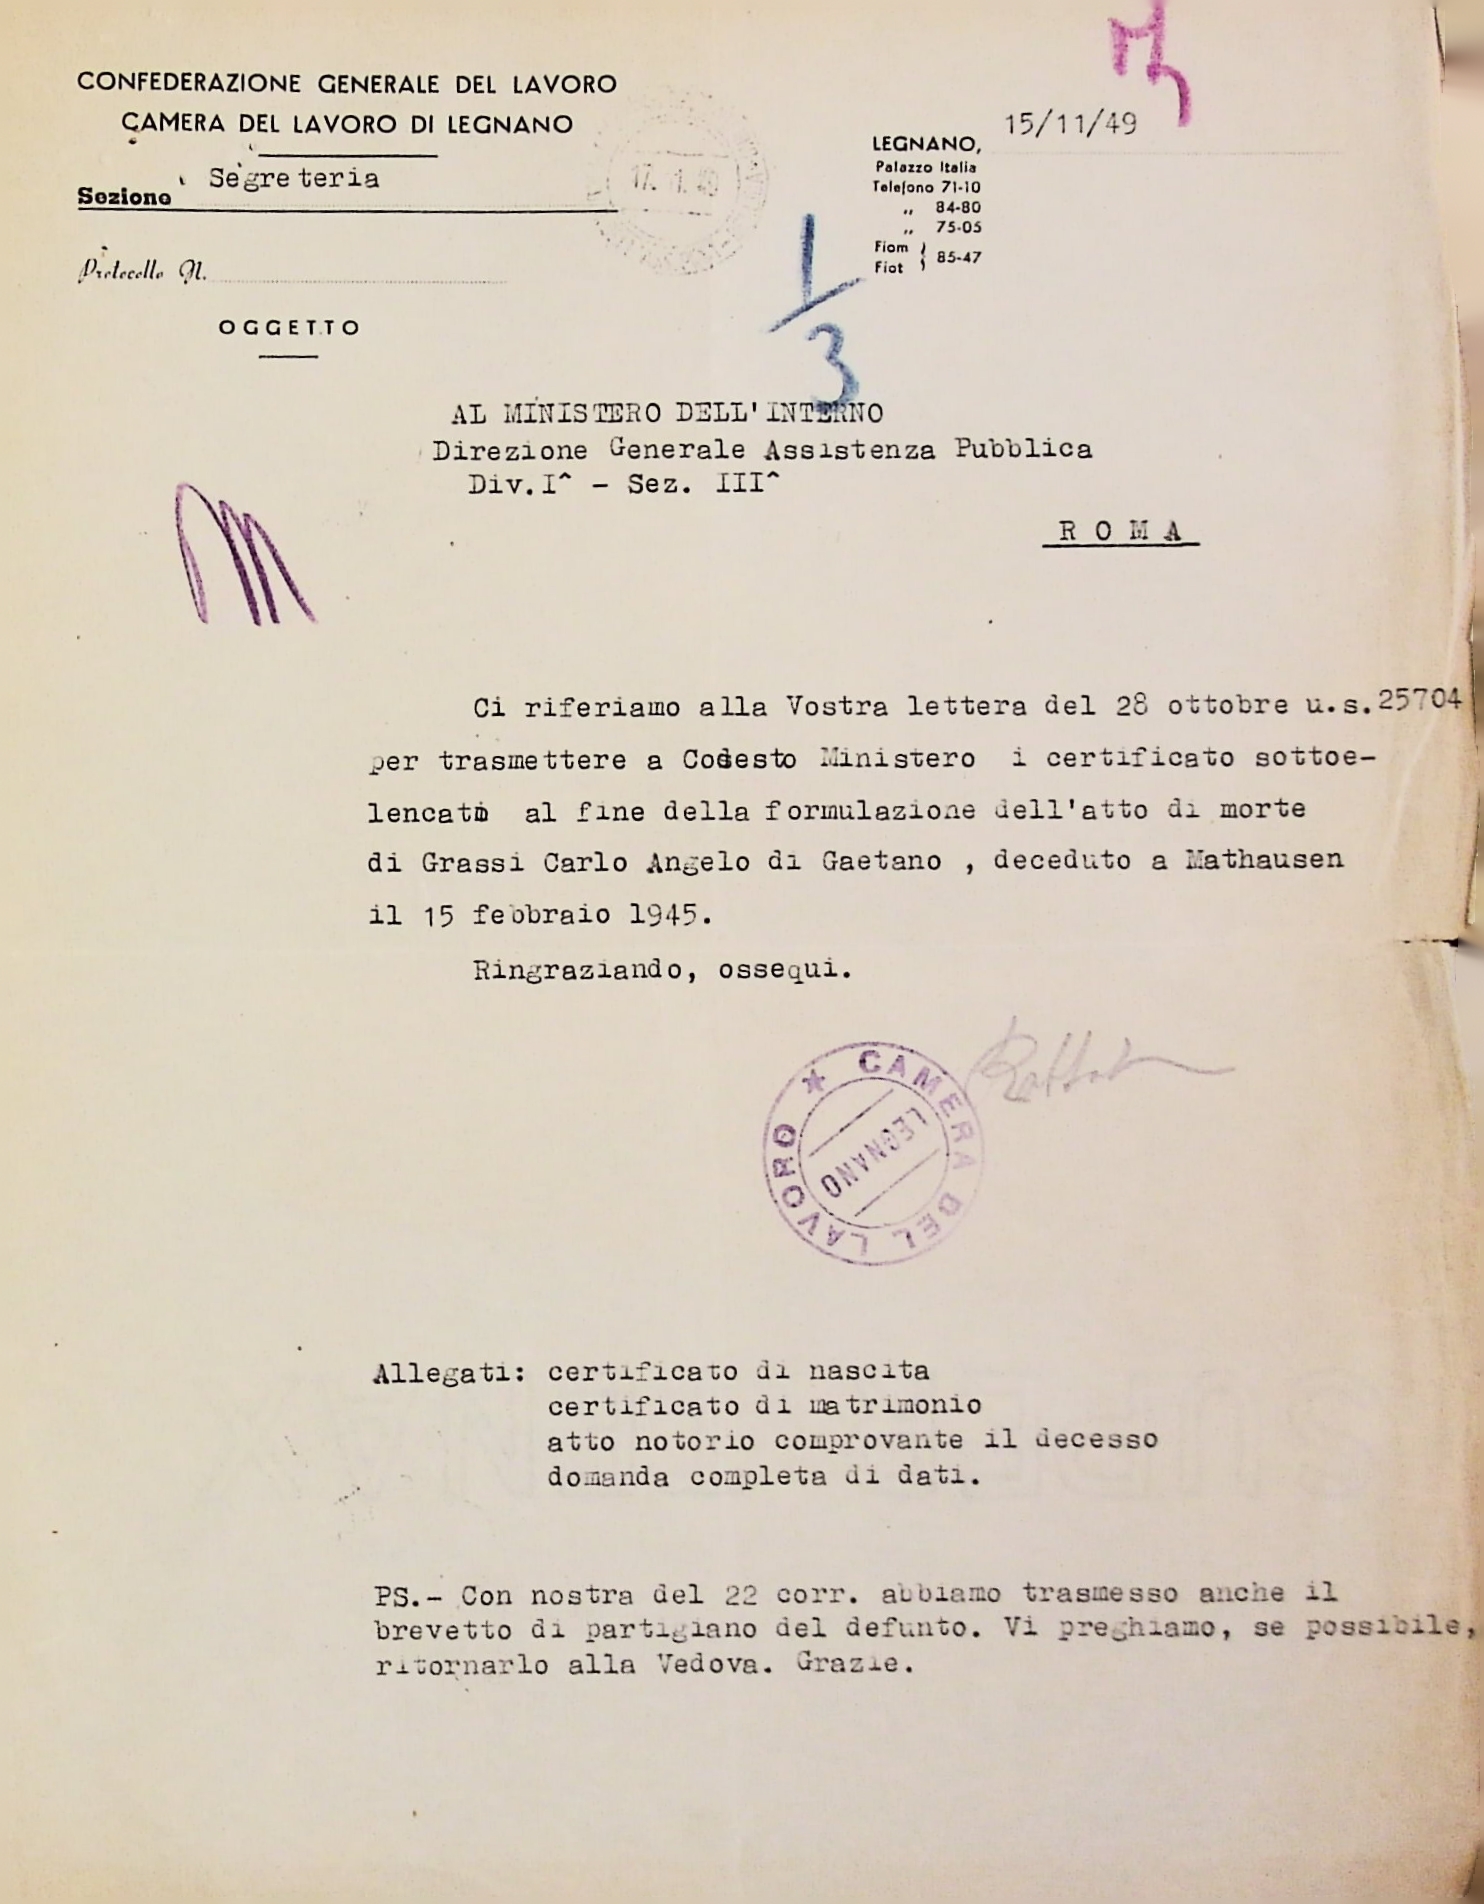 CONFEDERAZIONE GENERALE DEL LAVORO
CAMERA DEL LAVORO DI LEGNANO
Sezione Segreteria
Protocollo N.
OGGETTO
17. 1. 49
LEGNANO, 15/11/49
Palazzo Italia
Telefono 71-10
„ 84-80
„ 75-05
Fiom
Fiot } 85-47
1/3
AL MINISTERO DELL'INTERNO
Direzione Generale Assistenza Pubblica
Div.I^ - Sez. III^
R O M A
Ci riferiamo alla Vostra lettera del 28 ottobre u.s.25704
per trasmettere a Codesto Ministero i certificato sottoe-
lencato al fine della formulazione dell'atto di morte
di Grassi Carlo Angelo di Gaetano , deceduto a Mathausen
il 15 febbraio 1945.
Ringraziando, ossequi.
CAMERA DEL LAVORO ★
LEGNANO
Allegati: certificato di nascita
certificato di matrimonio
atto notorio comprovante il decesso
domanda completa di dati.
PS.- Con nostra del 22 corr. abbiamo trasmesso anche il
brevetto di partigiano del defunto. Vi preghiamo, se possibile,
ritornarlo alla Vedova. Grazie.